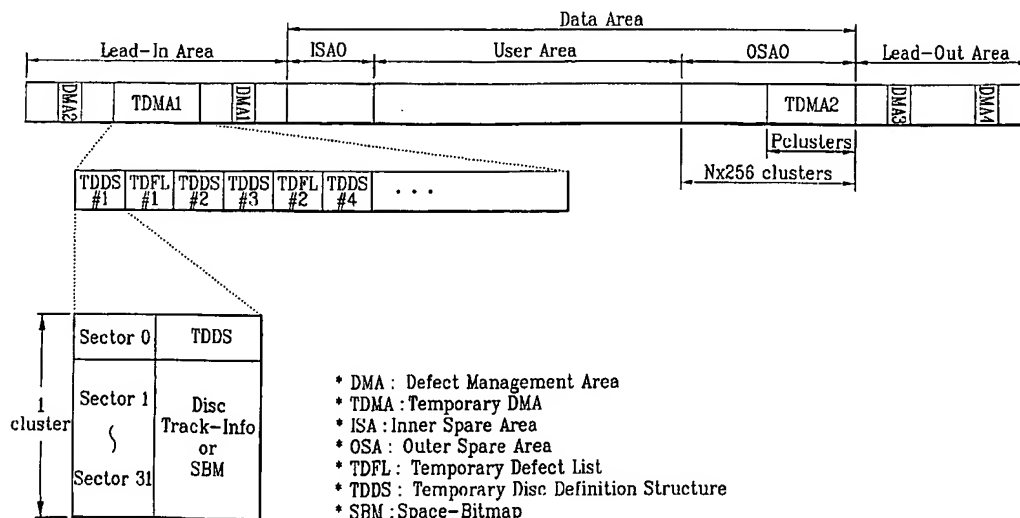 Data Area
Lead-In Area ISA0 User Area OSA0 Lead-Out Area
DMA2 TDMA1 DMA1 TDMA2 DMA3 DMA4
Pclusters
Nx256 clusters
TDDS #1 TDFL #1 TDDS #2 TDDS #3 TDFL #2 TDDS #4 ...
Sector 0 TDDS
1 cluster
Sector 1
Sector 31
Disc
Track-Info
or
SBM
* DMA : Defect Management Area
* TDMA : Temporary DMA
* ISA : Inner Spare Area
* OSA : Outer Spare Area
* TDFL : Temporary Defect List
* TDDS : Temporary Disc Definition Structure
* SBM : Space-Bitmap